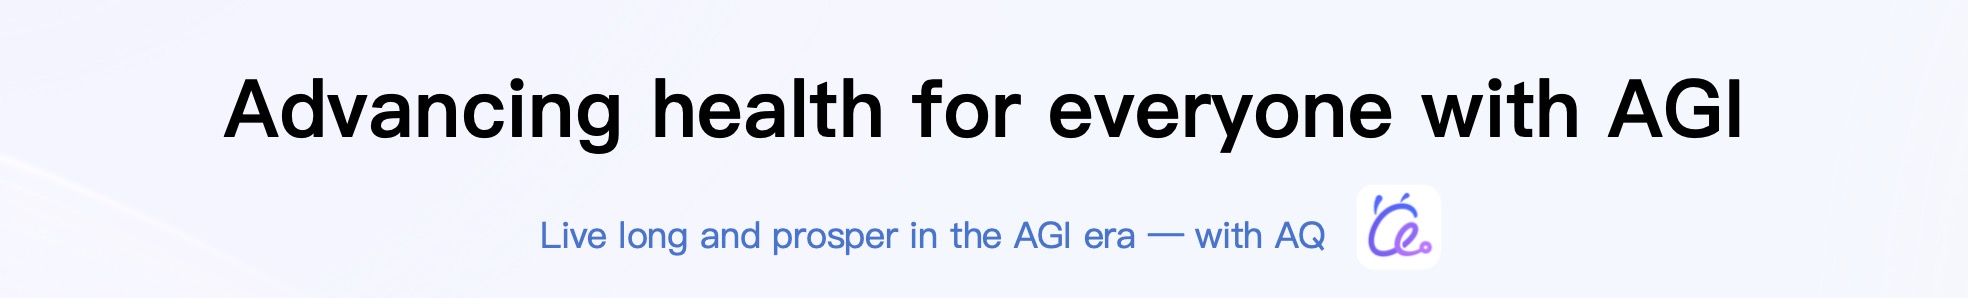 Advancing health for everyone with AGI
Live long and prosper in the AGI era — with AQ